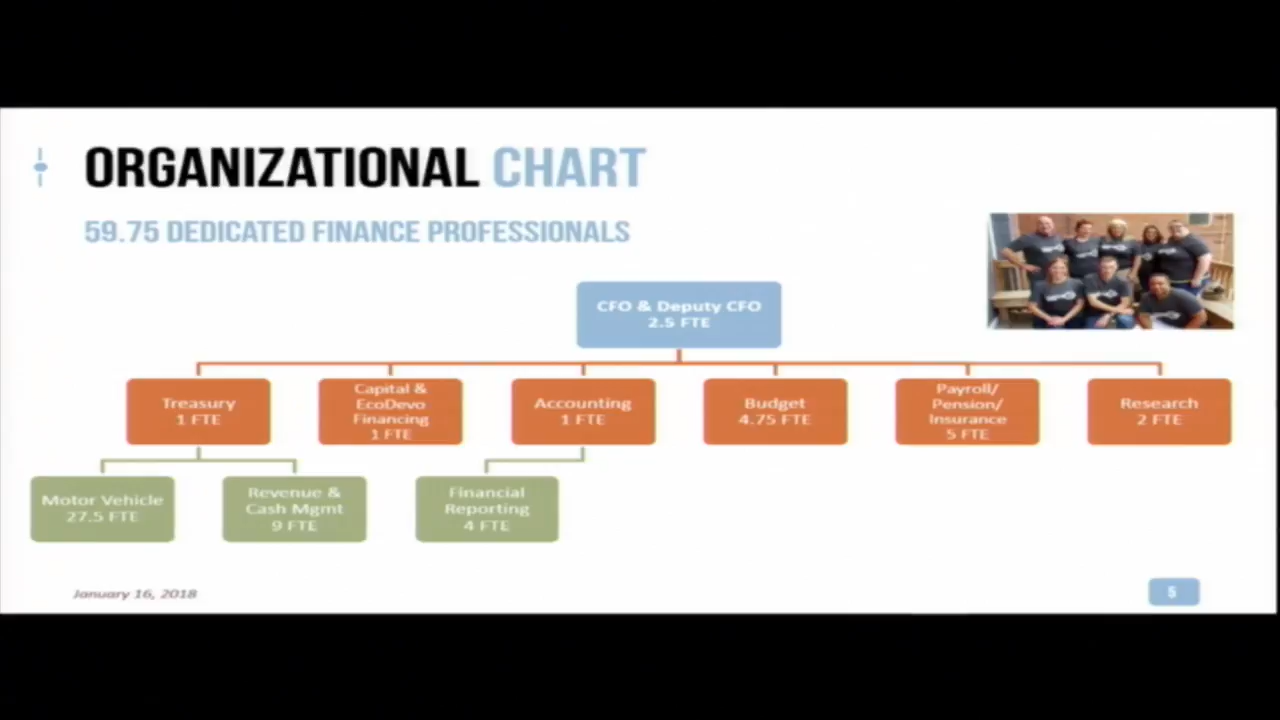 ORGANIZATIONAL CHART
59.75 DEDICATED FINANCE PROFESSIONALS
CFO & Deputy CFO
2.5 FTE
Treasury
1 FTE
Capital &
EcoDevo
Financing
1 FTE
Accounting
1 FTE
Budget
4.75 FTE
Payroll/
Pension/
Insurance
5 FTE
Research
2 FTE
Motor Vehicle
27.5 FTE
Revenue &
Cash Mgmt
9 FTE
Financial
Reporting
4 FTE
January 16, 2018
5